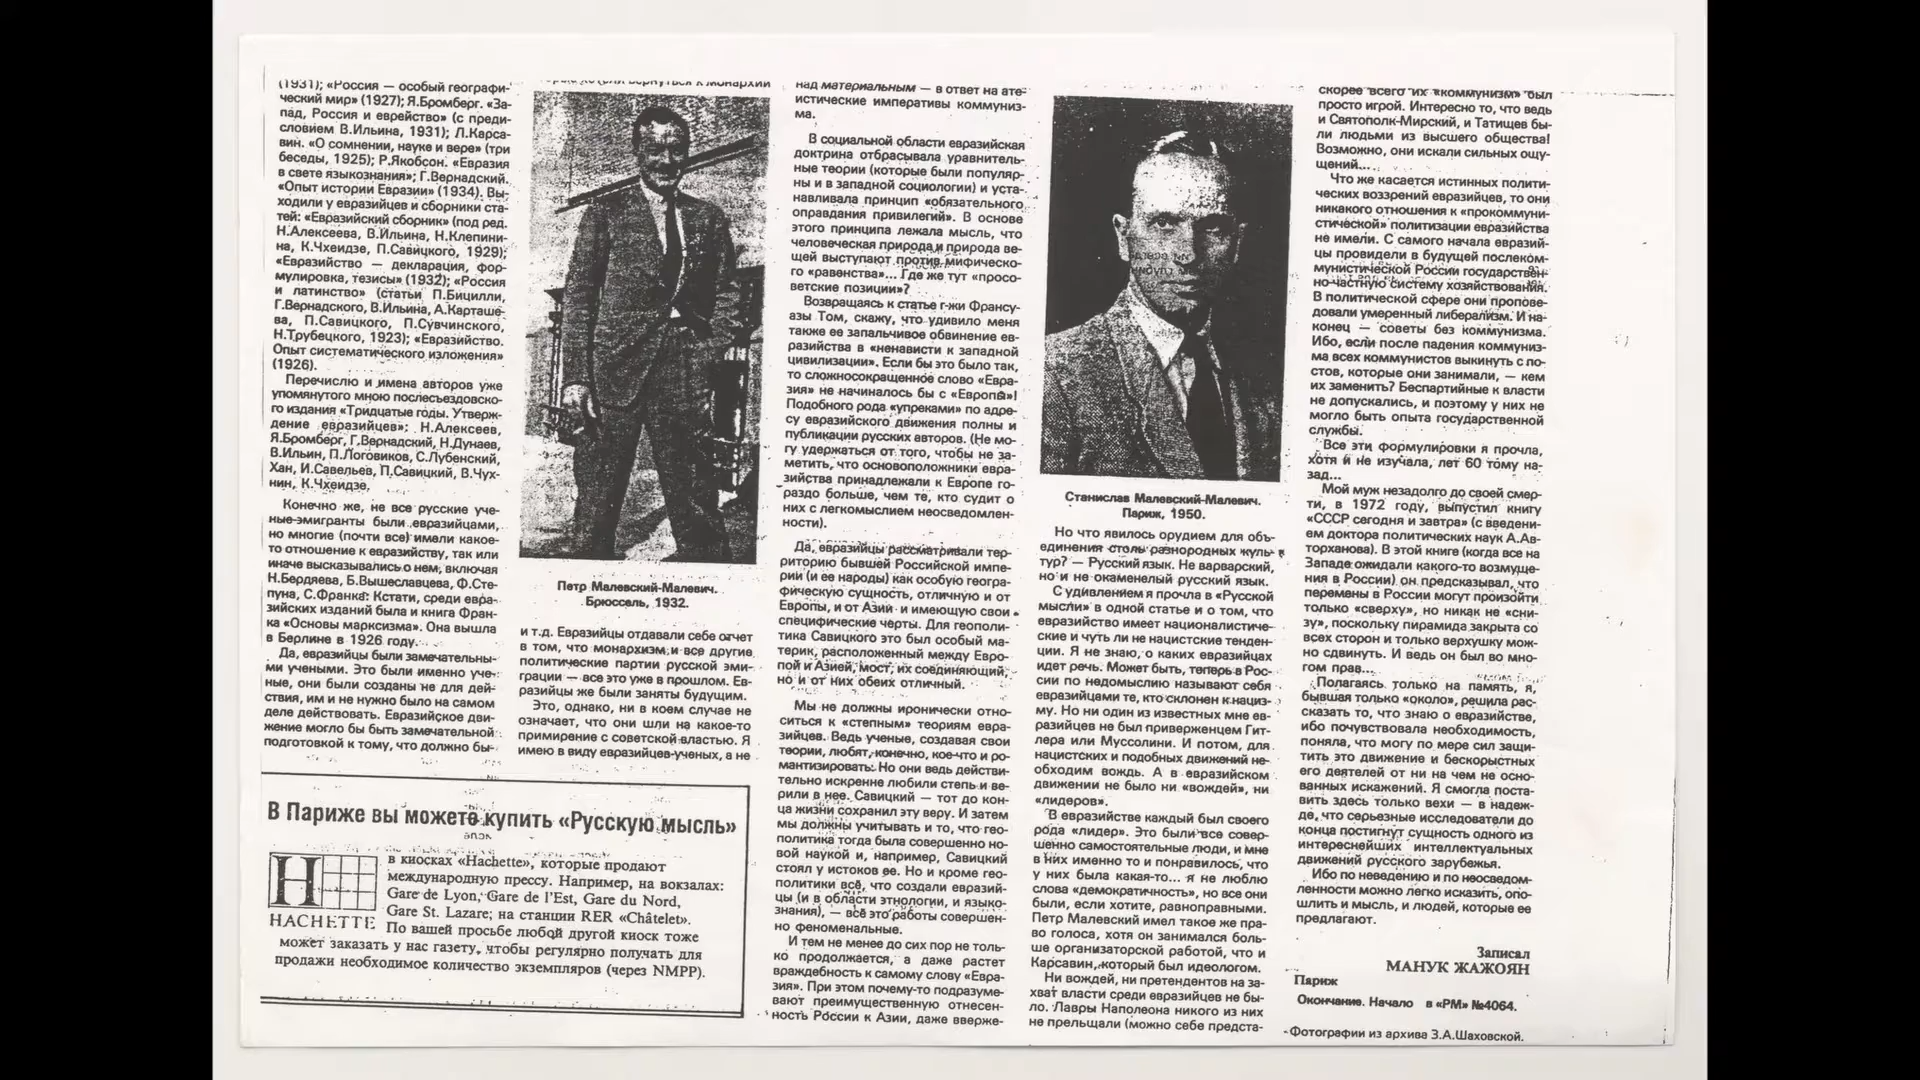 (1931); «Россия — особый географи-
ческий мир» (1927); Я.Бромберг. «За-
пад, Россия и еврейство» (с преди-
словием В.Ильина, 1931); Л.Карса-
вин. «О сомнении, науке и вере» (три
беседы, 1925); Р.Якобсон. «Евразия
в свете языкознания»; Г.Вернадский.
«Опыт истории Евразии» (1934). Вы-
ходили у евразийцев и сборники ста-
тей: «Евразийский сборник» (под ред.
Н.Алексеева, В.Ильина, Н.Клепини-
на, К.Чхеидзе, П.Савицкого, 1929);
«Евразийство — декларация, фор-
мулировка, тезисы» (1932); «Россия
и латинство» (статьи П.Бицилли,
Г.Вернадского, В.Ильина, А.Карташе-
ва, П.Савицкого, П.Сувчинского,
Н.Трубецкого, 1923); «Евразийство.
Опыт систематического изложения»
(1926).
Перечислю и имена авторов уже
упомянутого мною послесъездовско-
го издания «Тридцатые годы. Утверж-
дение евразийцев»: Н.Алексеев,
Я.Бромберг, Г.Вернадский, Н.Дунаев,
В.Ильин, П.Логовиков, С.Лубенский,
Хан, И.Савельев, П.Савицкий, В.Чух-
нин, К.Чхеидзе.
Конечно же, не все русские уче-
ные-эмигранты были евразийцами,
но многие (почти все) имели какое-
то отношение к евразийству, так или
иначе высказывались о нем, включая
Н.Бердяева, Б.Вышеславцева, Ф.Сте-
пуна, С.Франка. Кстати, среди евра-
зийских изданий была и книга Фран-
ка «Основы марксизма». Она вышла
в Берлине в 1926 году.
Да, евразийцы были замечательны-
ми учеными. Это были именно уче-
ные, они были созданы не для дей-
ствия, им и не нужно было на самом
деле действовать. Евразийское дви-
жение могло бы быть замечательной
подготовкой к тому, что должно бы-
вернуться к монархии
Петр Малевский-Малевич.
Брюссель, 1932.
и т.д. Евразийцы отдавали себе отчет
в том, что монархизм и все другие
политические партии русской эми-
грации — все это уже в прошлом. Ев-
разийцы же были заняты будущим.
Это, однако, ни в коем случае не
означает, что они шли на какое-то
примирение с советской властью. Я
имею в виду евразийцев-ученых, а не
В Париже вы можете купить «Русскую мысль»
H
HACHETTE
в киосках «Hachette», которые продают
международную прессу. Например, на вокзалах:
Gare de Lyon, Gare de l'Est, Gare du Nord,
Gare St. Lazare; на станции RER «Châtelet».
По вашей просьбе любой другой киоск тоже
может заказать у нас газету, чтобы регулярно получать для
продажи необходимое количество экземпляров (через NMPP).
над материальным — в ответ на ате-
истические императивы коммуниз-
ма.
В социальной области евразийская
доктрина отбрасывала уравнитель-
ные теории (которые были популяр-
ны и в западной социологии) и уста-
навливала принцип «обязательного
оправдания привилегий». В основе
этого принципа лежала мысль, что
человеческая природа и природа ве-
щей выступают против мифическо-
го «равенства»... Где же тут «просо-
ветские позиции»?
Возвращаясь к статье г-жи Франсу-
азы Том, скажу, что удивило меня
также ее запальчивое обвинение ев-
разийства в «ненависти к западной
цивилизации». Если бы это было так,
то сложносокращенное слово «Евра-
зия» не начиналось бы с «Европа»!
Подобного рода «упреками» по адре-
су евразийского движения полны и
публикации русских авторов. (Не мо-
гу удержаться от того, чтобы не за-
метить, что основоположники евра-
зийства принадлежали к Европе го-
раздо больше, чем те, кто судит о
них с легкомыслием неосведомлен-
ности).
Да, евразийцы рассматривали тер-
риторию бывшей Российской импе-
рии (и ее народы) как особую геогра-
фическую сущность, отличную и от
Европы, и от Азии и имеющую свои
специфические черты. Для геополи-
тика Савицкого это был особый ма-
терик, расположенный между Евро-
пой и Азией, мост, их соединяющий,
но и от них обеих отличный.
Мы не должны иронически отно-
ситься к «степным» теориям евра-
зийцев. Ведь ученые, создавая свои
теории, любят, конечно, кое-что и ро-
мантизировать. Но они ведь действи-
тельно искренне любили степь и ве-
рили в нее. Савицкий — тот до кон-
ца жизни сохранил эту веру. И затем
мы должны учитывать и то, что гео-
политика тогда была совершенно но-
вой наукой и, например, Савицкий
стоял у истоков ее. Но и кроме гео-
политики всё, что создали евразий-
цы (и в области этнологии, и языко-
знания), — всё это работы совершен-
но феноменальные.
И тем не менее до сих пор не толь-
ко продолжается, а даже растет
враждебность к самому слову «Евра-
зия». При этом почему-то подразуме-
вают преимущественную отнесен-
ность России к Азии, даже вверже-
Станислав Малевский-Малевич.
Париж, 1950.
Но что явилось орудием для объ-
единения столь разнородных куль-
тур? — Русский язык. Не варварский,
но и не окаменелый русский язык.
С удивлением я прочла в «Русской
мысли» в одной статье и о том, что
евразийство имеет националистиче-
ские и чуть ли не нацистские тенден-
ции. Я не знаю, о каких евразийцах
идет речь. Может быть, теперь в Рос-
сии по недомыслию называют себя
евразийцами те, кто склонен к нациз-
му. Но ни один из известных мне ев-
разийцев не был приверженцем Гит-
лера или Муссолини. И потом, для
нацистских и подобных движений не-
обходим вождь. А в евразийском
движении не было ни «вождей», ни
«лидеров».
В евразийстве каждый был своего
рода «лидер». Это были все совер-
шенно самостоятельные люди, и мне
в них именно то и понравилось, что
у них была какая-то... я не люблю
слова «демократичность», но все они
были, если хотите, равноправными.
Петр Малевский имел такое же пра-
во голоса, хотя он занимался боль-
ше организаторской работой, что и
Карсавин, который был идеологом.
Ни вождей, ни претендентов на за-
хват власти среди евразийцев не бы-
ло. Лавры Наполеона никого из них
не прельщали (можно себе предста-
скорее всего их «коммунизм» был
просто игрой. Интересно то, что ведь
и Святополк-Мирский, и Татищев бы-
ли людьми из высшего общества!
Возможно, они искали сильных ощу-
щений...
Что же касается истинных полити-
ческих воззрений евразийцев, то они
никакого отношения к «прокоммуни-
стической» политизации евразийства
не имели. С самого начала евразий-
цы провидели в будущей послеком-
мунистической России государствен-
но-частную систему хозяйствования.
В политической сфере они пропове-
довали умеренный либерализм. И на-
конец — советы без коммунизма.
Ибо, если после падения коммуниз-
ма всех коммунистов выкинуть с по-
стов, которые они занимали, — кем
их заменить? Беспартийные к власти
не допускались, и поэтому у них не
могло быть опыта государственной
службы.
Все эти формулировки я прочла,
хотя и не изучала, лет 60 тому на-
зад...
Мой муж незадолго до своей смер-
ти, в 1972 году, выпустил книгу
«СССР сегодня и завтра» (с введени-
ем доктора политических наук А.Ав-
торханова). В этой книге (когда все на
Западе ожидали какого-то возмуще-
ния в России) он предсказывал, что
перемены в России могут произойти
только «сверху», но никак не «сни-
зу», поскольку пирамида закрыта со
всех сторон и только верхушку мож-
но сдвинуть. И ведь он был во мно-
гом прав...
Полагаясь только на память, я,
бывшая только «около», решила рас-
сказать то, что знаю о евразийстве,
ибо почувствовала необходимость,
поняла, что могу по мере сил защи-
тить это движение и бескорыстных
его деятелей от ни на чем не осно-
ванных искажений. Я смогла поста-
вить здесь только вехи — в надеж-
де, что серьезные исследователи до
конца постигнут сущность одного из
интереснейших интеллектуальных
движений русского зарубежья.
Ибо по неведению и по неосведом-
ленности можно легко исказить, опо-
шлить и мысль, и людей, которые ее
предлагают.
Записал
МАНУК ЖАЖОЯН
Париж
Окончание. Начало в «РМ» №4064.
Фотографии из архива З.А.Шаховской.